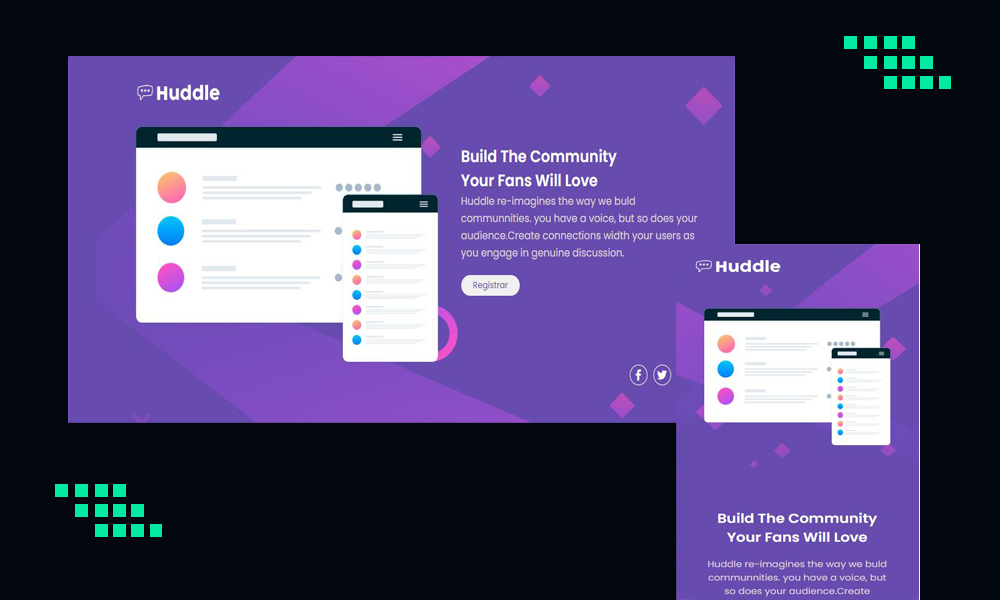 Huddle
Build The Community
Your Fans Will Love
Huddle re-imagines the way we buld
communnities. you have a voice, but so does your
audience.Create connections width your users as
you engage in genuine discussion.
Registrar
Huddle
Build The Community
Your Fans Will Love
Huddle re-imagines the way we buld
communnities. you have a voice, but
so does your audience.Create